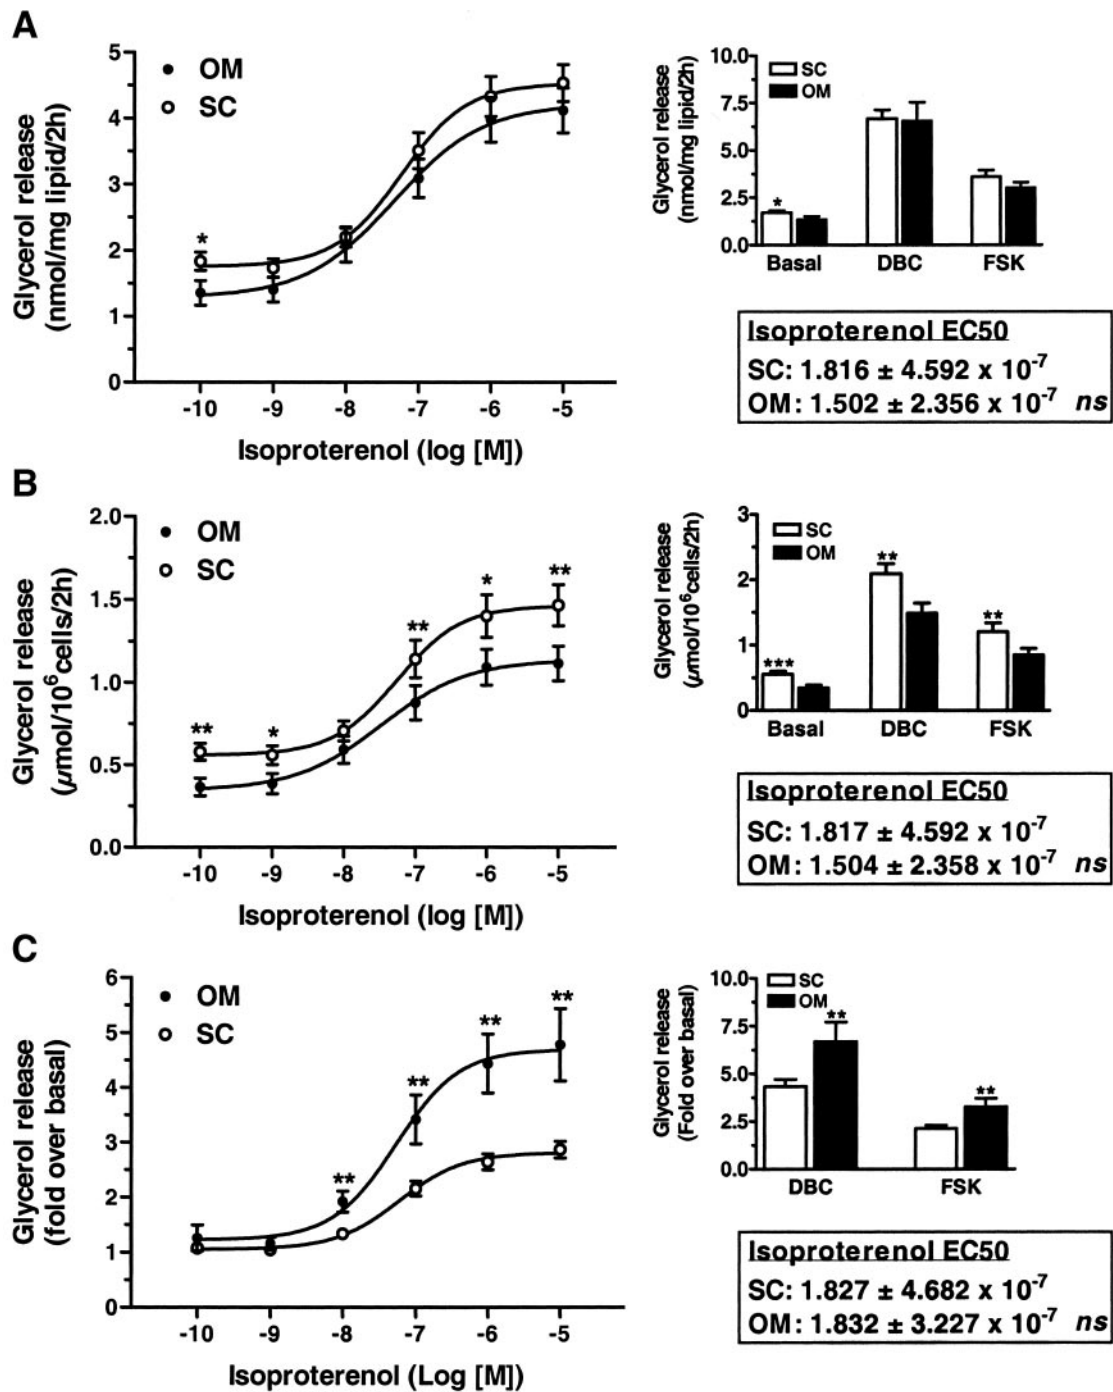 A
Glycerol release
(nmol/mg lipid/2h)
5
4
3
2
1
0
OM
SC
*
-10 -9 -8 -7 -6 -5
Isoproterenol (log [M])
Glycerol release
(nmol/mg lipid/2h)
10.0
7.5
5.0
2.5
0.0
SC
OM
*
Basal DBC FSK
Isoproterenol EC50
SC: 1.816 ± 4.592 x 10⁻⁷
OM: 1.502 ± 2.356 x 10⁻⁷ ns
B
Glycerol release
(µmol/10⁶cells/2h)
2.0
1.5
1.0
0.5
0.0
OM
SC
** * ** * **
-10 -9 -8 -7 -6 -5
Isoproterenol (log [M])
Glycerol release
(µmol/10⁶cells/2h)
3
2
1
0
SC
OM
*** ** **
Basal DBC FSK
Isoproterenol EC50
SC: 1.817 ± 4.592 x 10⁻⁷
OM: 1.504 ± 2.358 x 10⁻⁷ ns
C
Glycerol release
(fold over basal)
6
5
4
3
2
1
0
OM
SC
** ** ** **
-10 -9 -8 -7 -6 -5
Isoproterenol (Log [M])
Glycerol release
(Fold over basal)
10.0
7.5
5.0
2.5
0.0
SC
OM
** **
DBC FSK
Isoproterenol EC50
SC: 1.827 ± 4.682 x 10⁻⁷
OM: 1.832 ± 3.227 x 10⁻⁷ ns